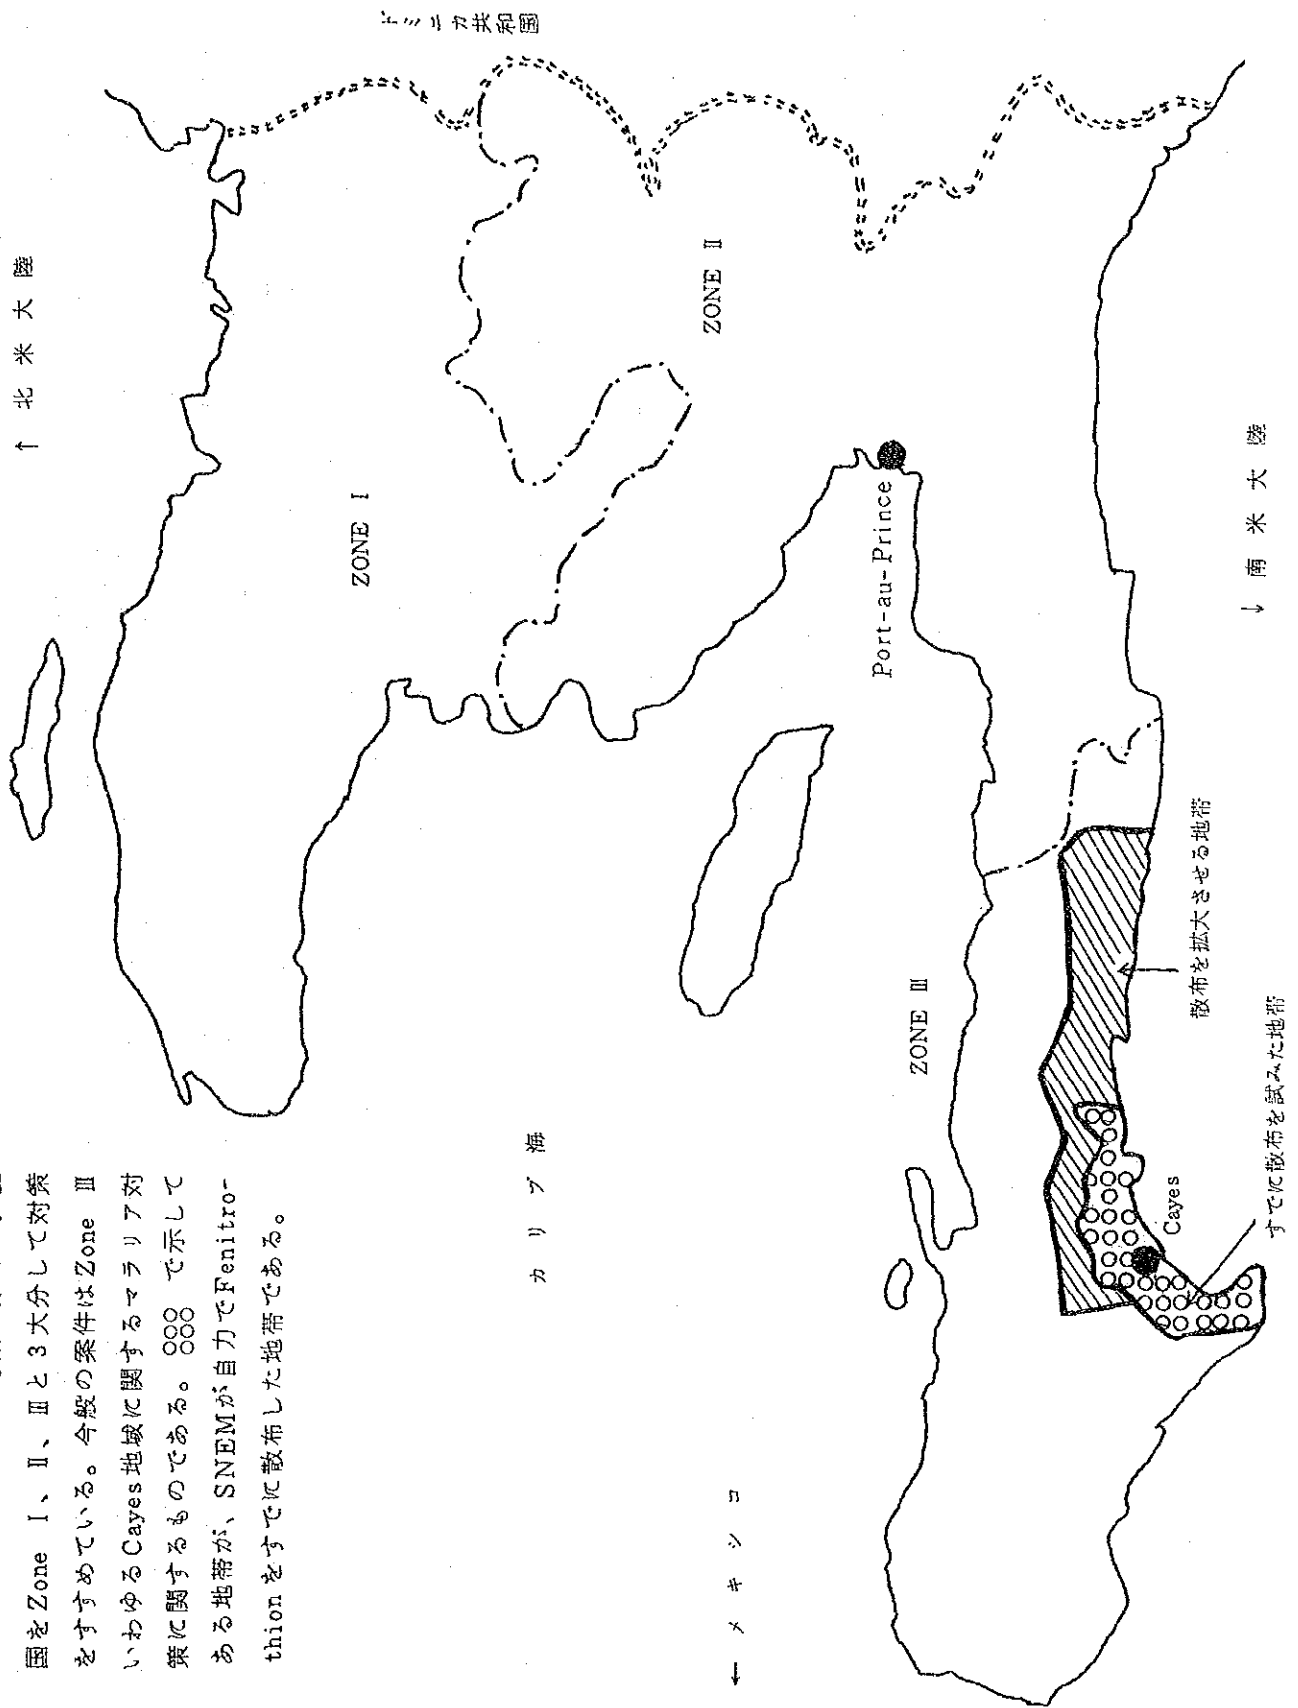 国をZone Ⅰ、Ⅱ、Ⅲと3大分して対策
をすすめている。今般の案件はZone Ⅲ
いわゆるCayes地域に関するマラリア対
策に関するものである。 で示して
ある地帯が、SNEMが自力でFenitro-
thionをすでに散布した地帯である。
↑ 北 米 大 陸
ドミニカ共和国
ZONE Ⅰ
ZONE Ⅱ
Port-au-Prince
カ リ ブ 海
ZONE Ⅲ
← メ キ シ コ
Cayes
散布を拡大させる地帯
すでに散布を試みた地帯
↓ 南 米 大 陸